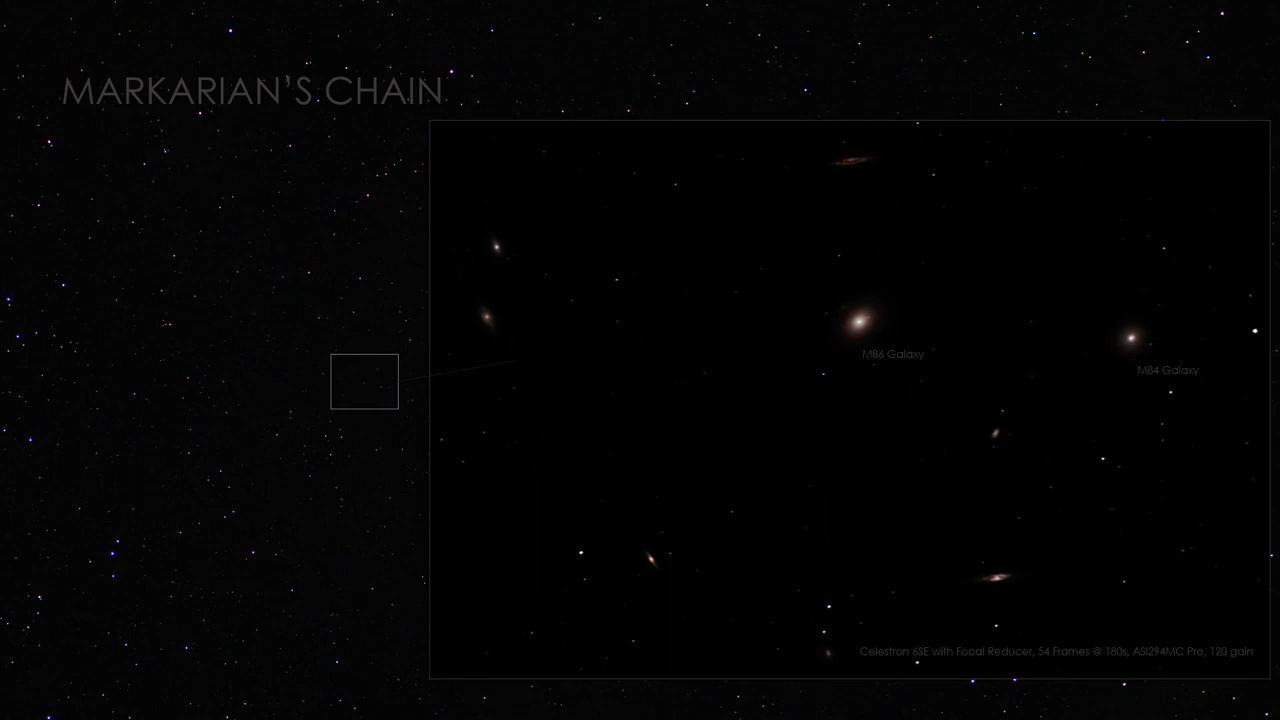 MARKARIAN'S CHAIN
M86 Galaxy
M84 Galaxy
Celestron 6SE with Focal Reducer, 54 Frames @ 180s, ASI294MC Pro, 120 gain